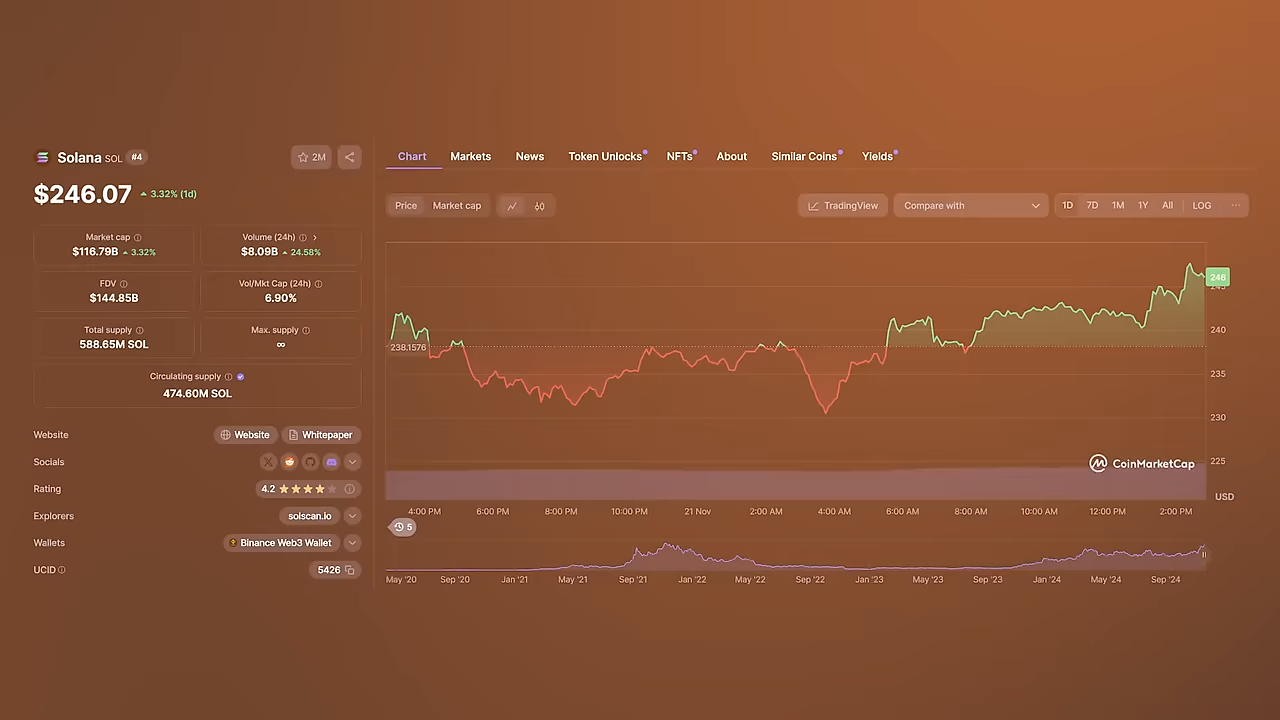 Solana SOL #4
2M
$246.07 3.32% (1d)
Market cap
$116.79B 3.32%
Volume (24h)
$8.09B 24.58%
FDV
$144.85B
Vol/Mkt Cap (24h)
6.90%
Total supply
588.65M SOL
Max. supply
∞
Circulating supply
474.60M SOL
Website Website Whitepaper
Socials
Rating 4.2
Explorers solscan.io
Wallets Binance Web3 Wallet
UCID 5426
Chart Markets News Token Unlocks NFTs About Similar Coins Yields
Price Market cap TradingView Compare with 1D 7D 1M 1Y All LOG
246
245
240
238.1576
235
230
225
CoinMarketCap
USD
4:00 PM 6:00 PM 8:00 PM 10:00 PM 21 Nov 2:00 AM 4:00 AM 6:00 AM 8:00 AM 10:00 AM 12:00 PM 2:00 PM
5
May '20 Sep '20 Jan '21 May '21 Sep '21 Jan '22 May '22 Sep '22 Jan '23 May '23 Sep '23 Jan '24 May '24 Sep '24